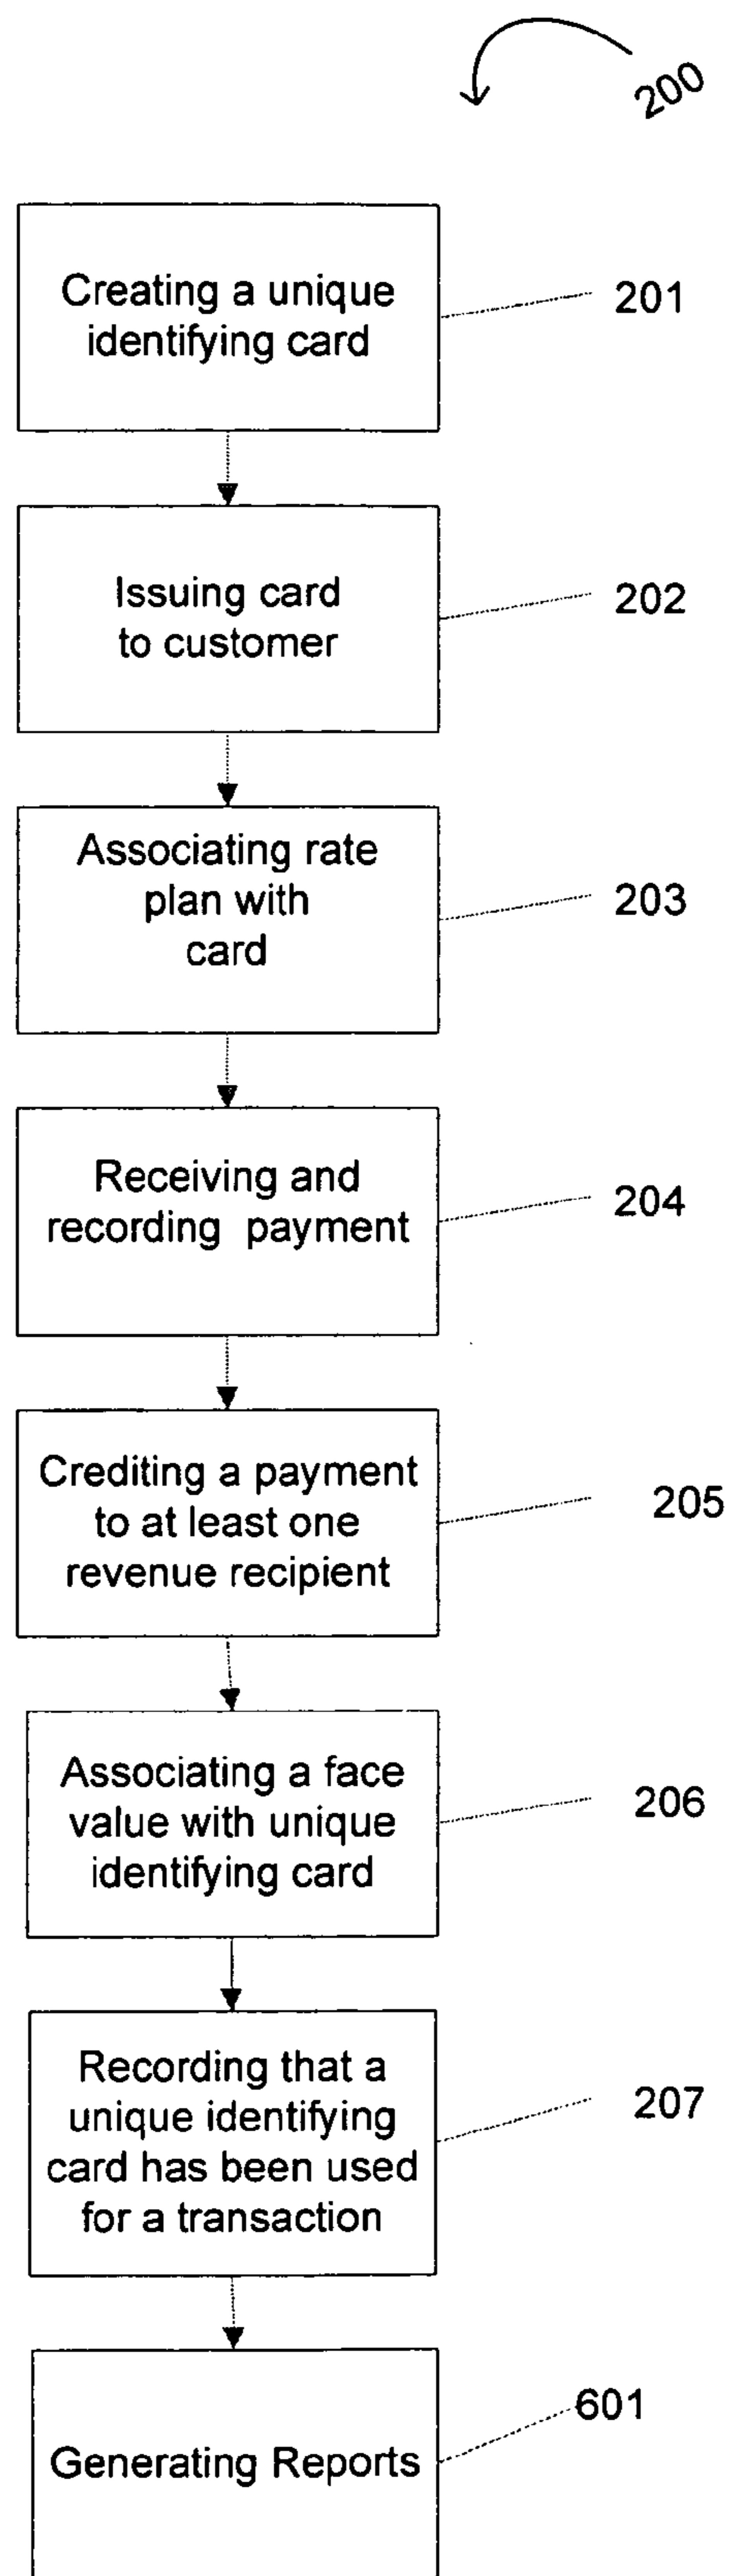 200
Creating a unique
identifying card
201
Issuing card
to customer
202
Associating rate
plan with
card
203
Receiving and
recording payment
204
Crediting a payment
to at least one
revenue recipient
205
Associating a face
value with unique
identifying card
206
Recording that a
unique identifying
card has been used
for a transaction
207
Generating Reports
601